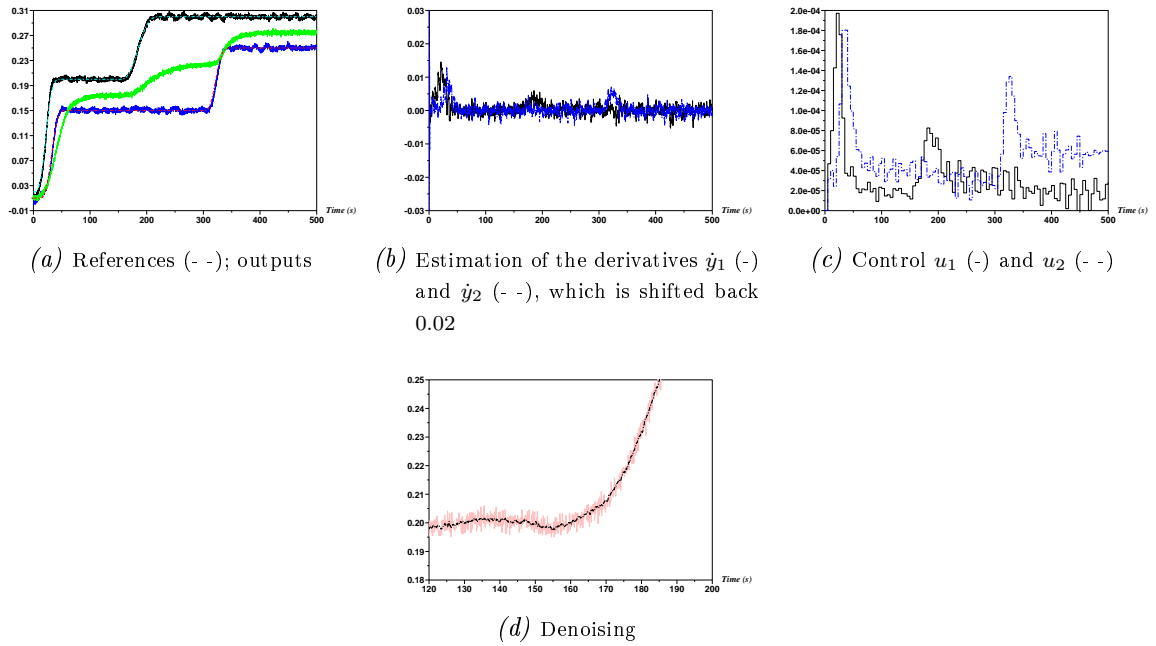 0.31
0.27
0.23
0.19
0.15
0.11
0.07
0.03
-0.01
0
100
200
300
400
500
Time (s)
(a) References (- -); outputs
0.03
0.02
0.01
0.00
-0.01
-0.02
-0.03
0
100
200
300
400
500
Time (s)
(b) Estimation of the derivatives ẏ1 (-)
and ẏ2 (- -), which is shifted back
0.02
2.0e-04
1.8e-04
1.6e-04
1.4e-04
1.2e-04
1.0e-04
8.0e-05
6.0e-05
4.0e-05
2.0e-05
0.0e+00
0
100
200
300
400
500
Time (s)
(c) Control u1 (-) and u2 (- -)
0.25
0.24
0.23
0.22
0.21
0.20
0.19
0.18
120
130
140
150
160
170
180
190
200
Time (s)
(d) Denoising